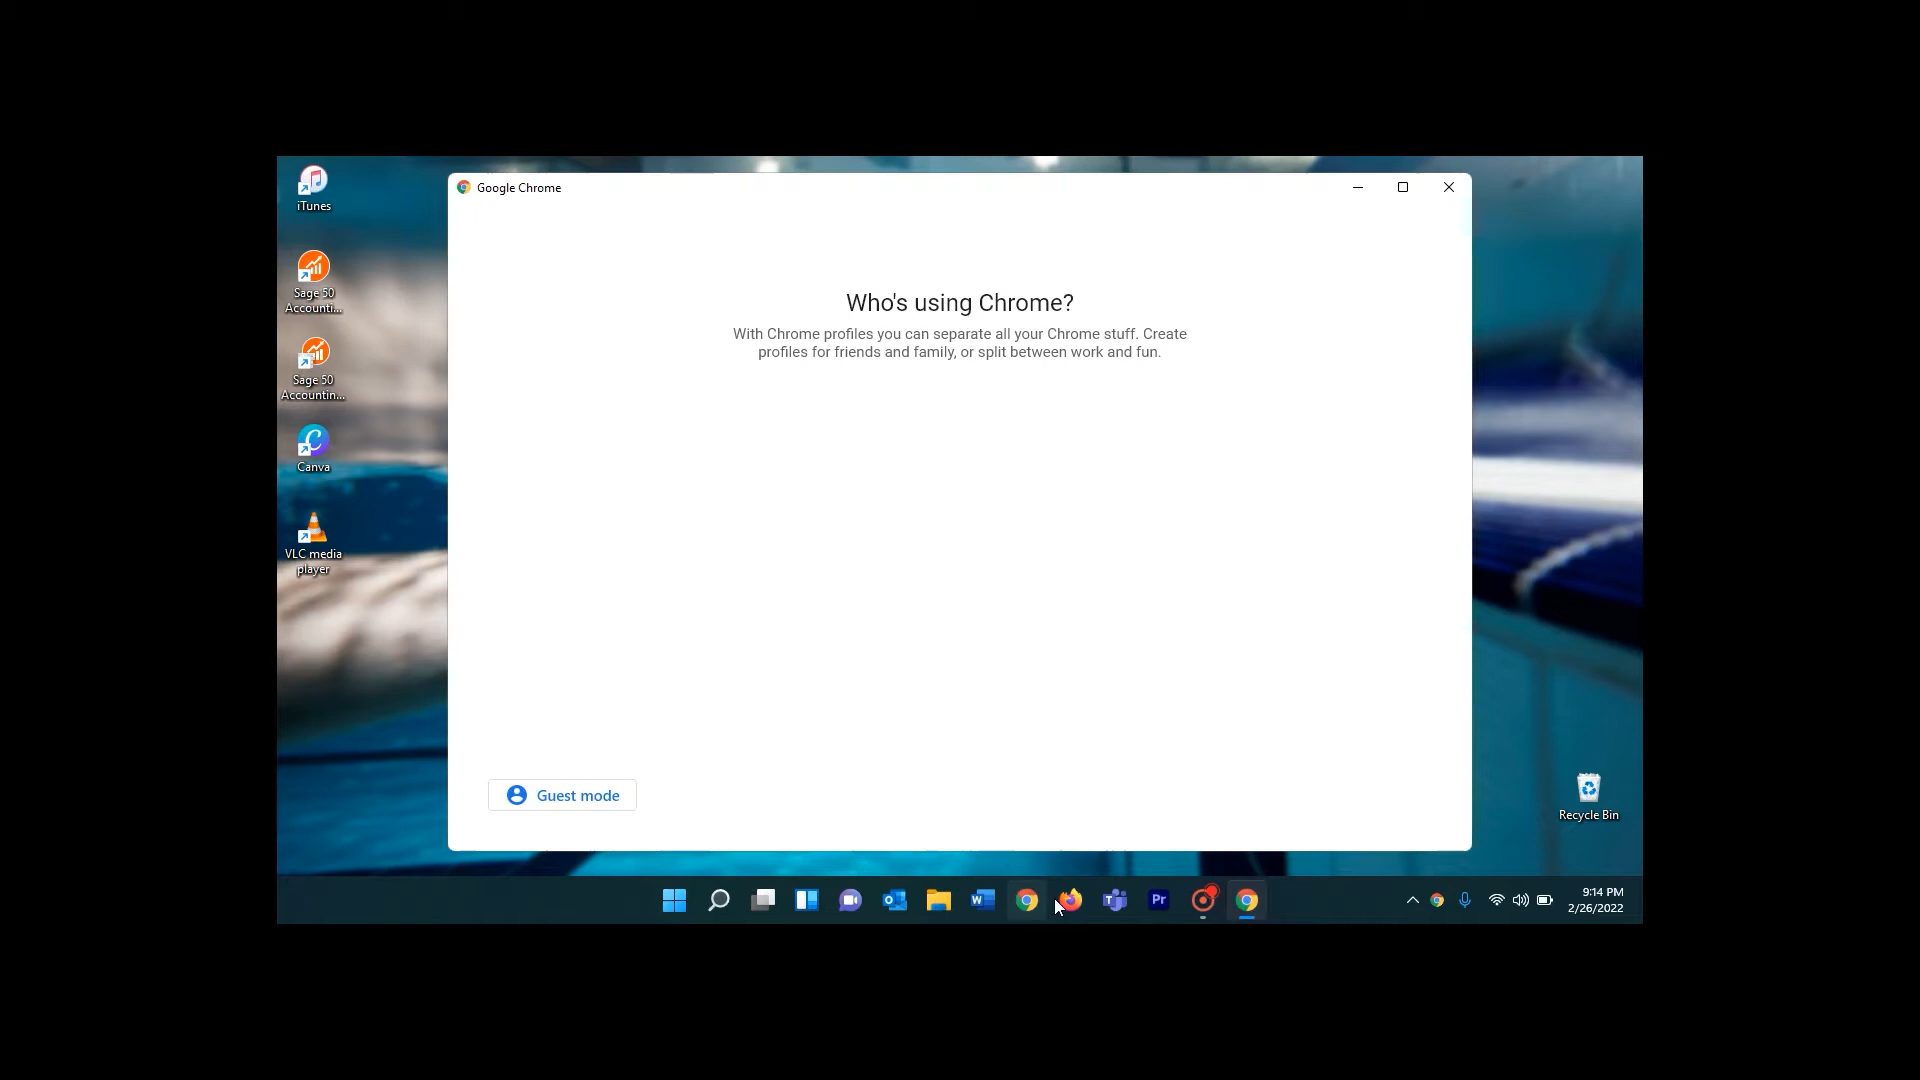 iTunes
Sage 50
Accounti...
Sage 50
Accountin...
Canva
VLC media
player
Google Chrome
Who's using Chrome?
With Chrome profiles you can separate all your Chrome stuff. Create
profiles for friends and family, or split between work and fun.
Guest mode
Recycle Bin
9:14 PM
2/26/2022